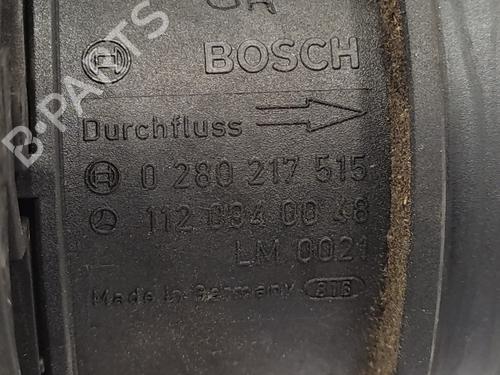 BOSCH
Durchfluss
0 280 217 515
112 094 00 48
LM 0021
Made in Germany
B-PARTS